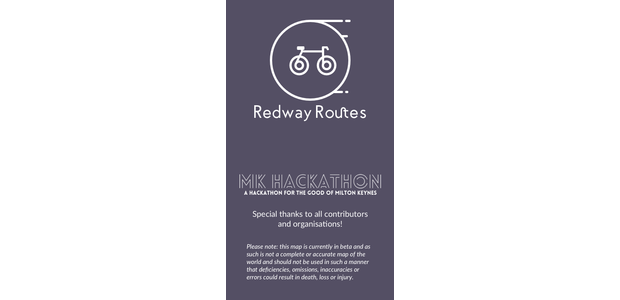 Redway Routes
MK HACKATHON
A HACKATHON FOR THE GOOD OF MILTON KEYNES
Special thanks to all contributors
and organisations!
Please note: this map is currently in beta and as
such is not a complete or accurate map of the
world and should not be used in such a manner
that deficiencies, omissions, inaccuracies or
errors could result in death, loss or injury.